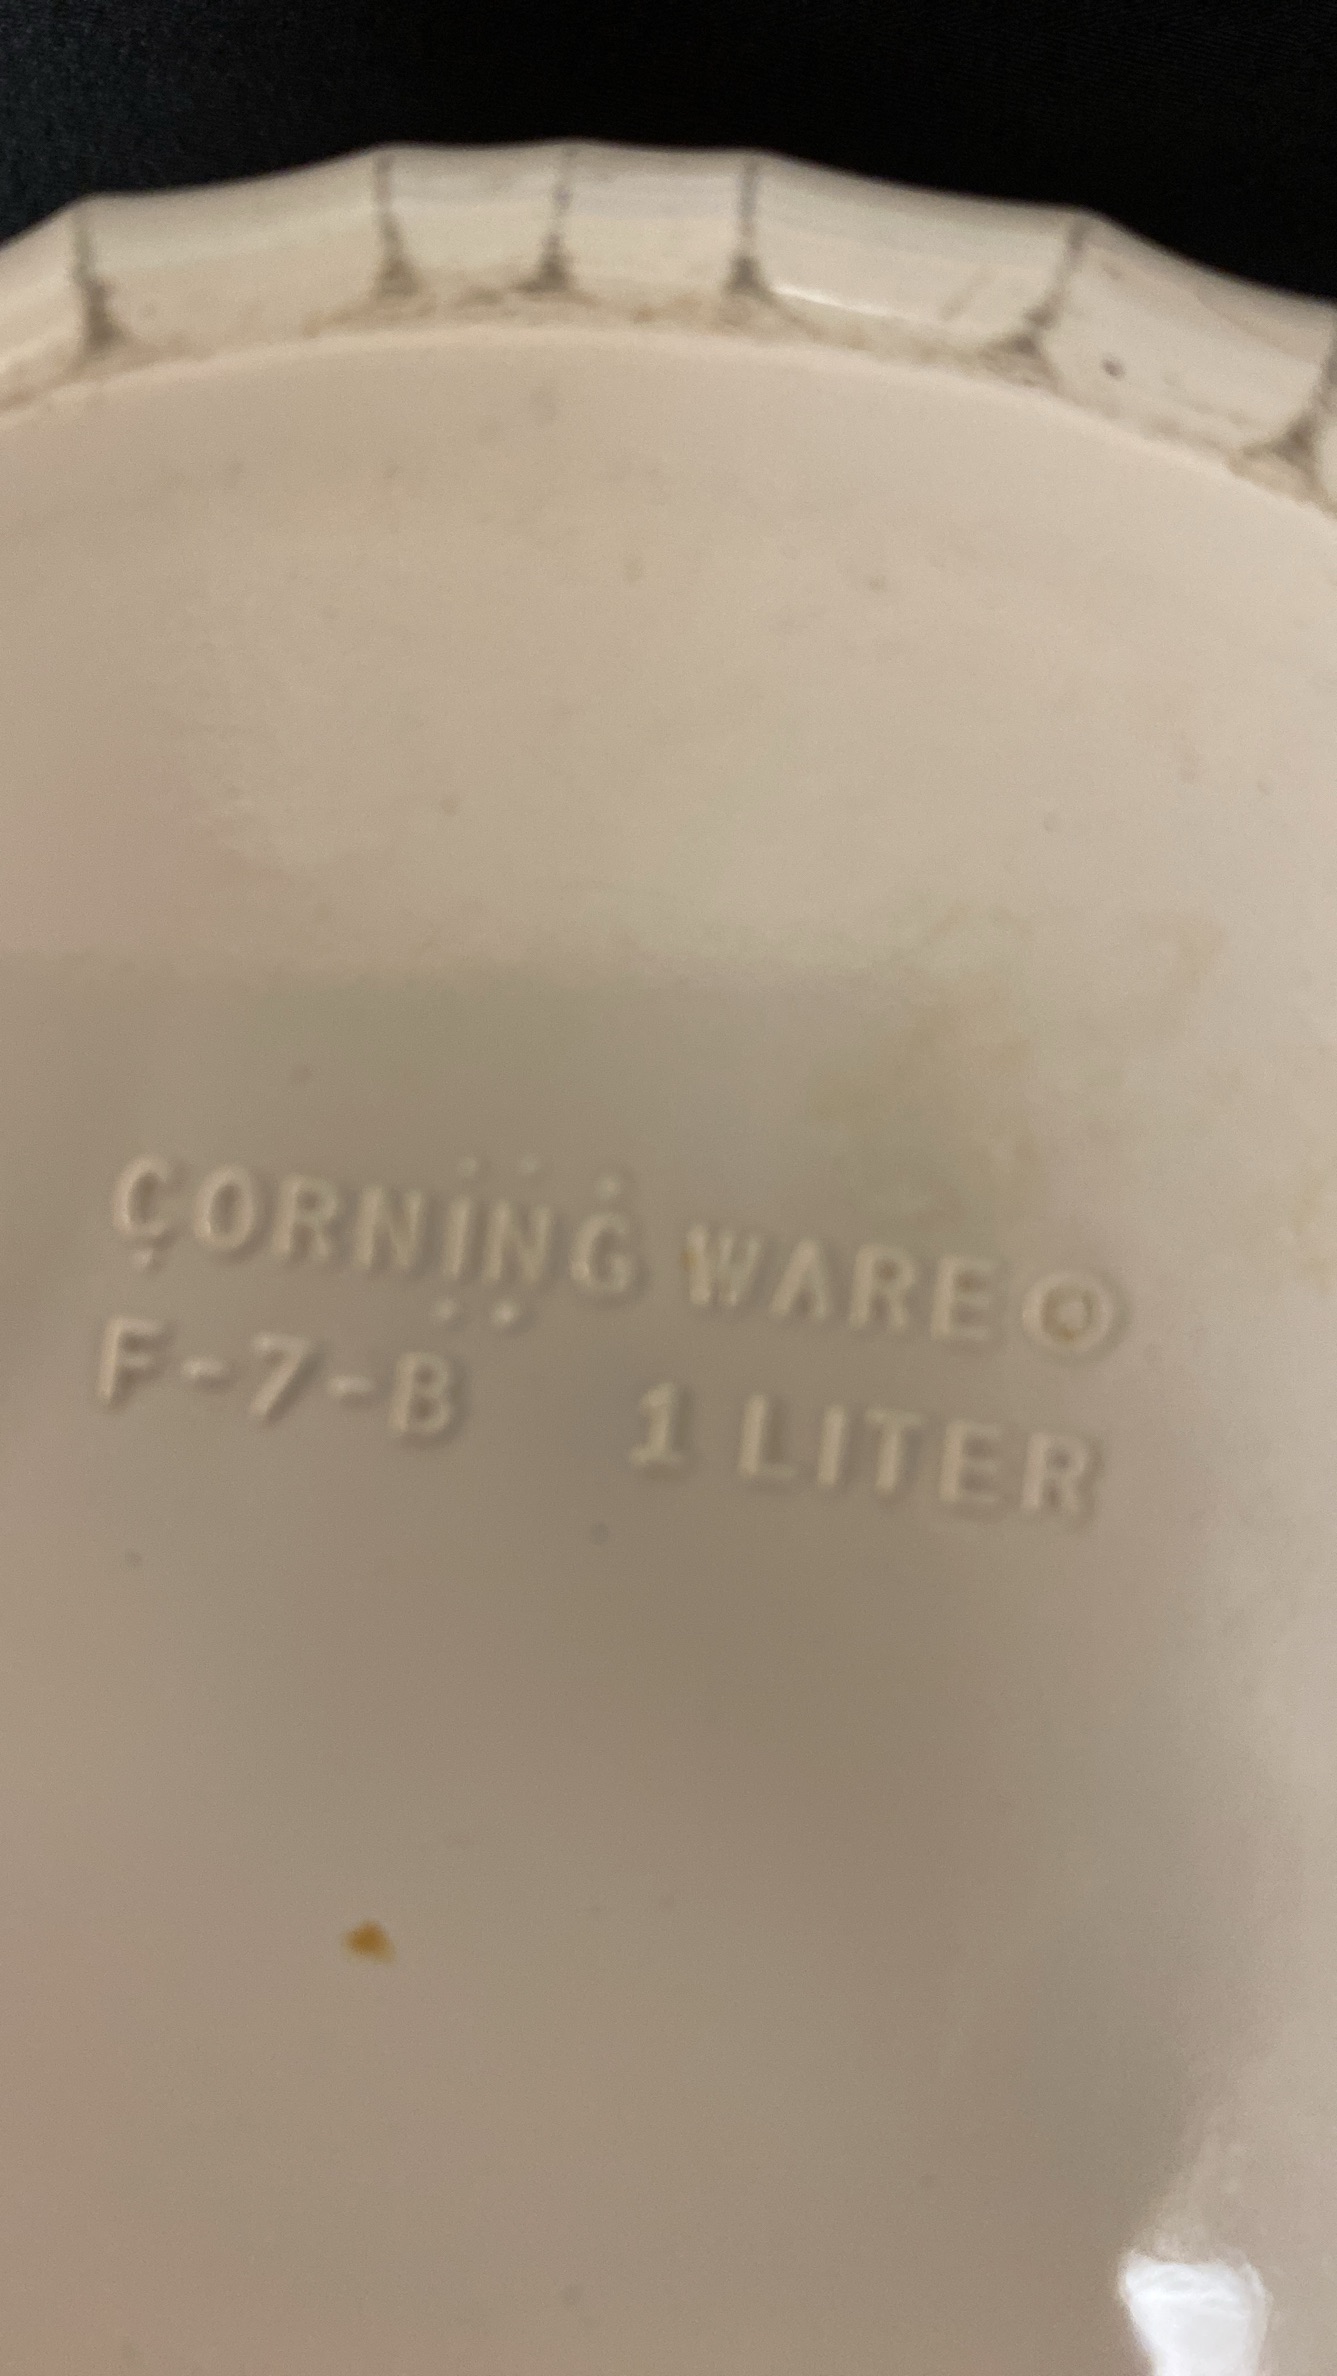 CORNING WARE®
F-7-B 1 LITER